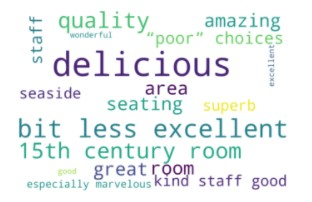 staff
quality
amazing
wonderful
“poor” choices
delicious
excellent
seaside
area
seating
superb
bit less excellent
15th century room
good
great
room
especially marvelous
kind staff good